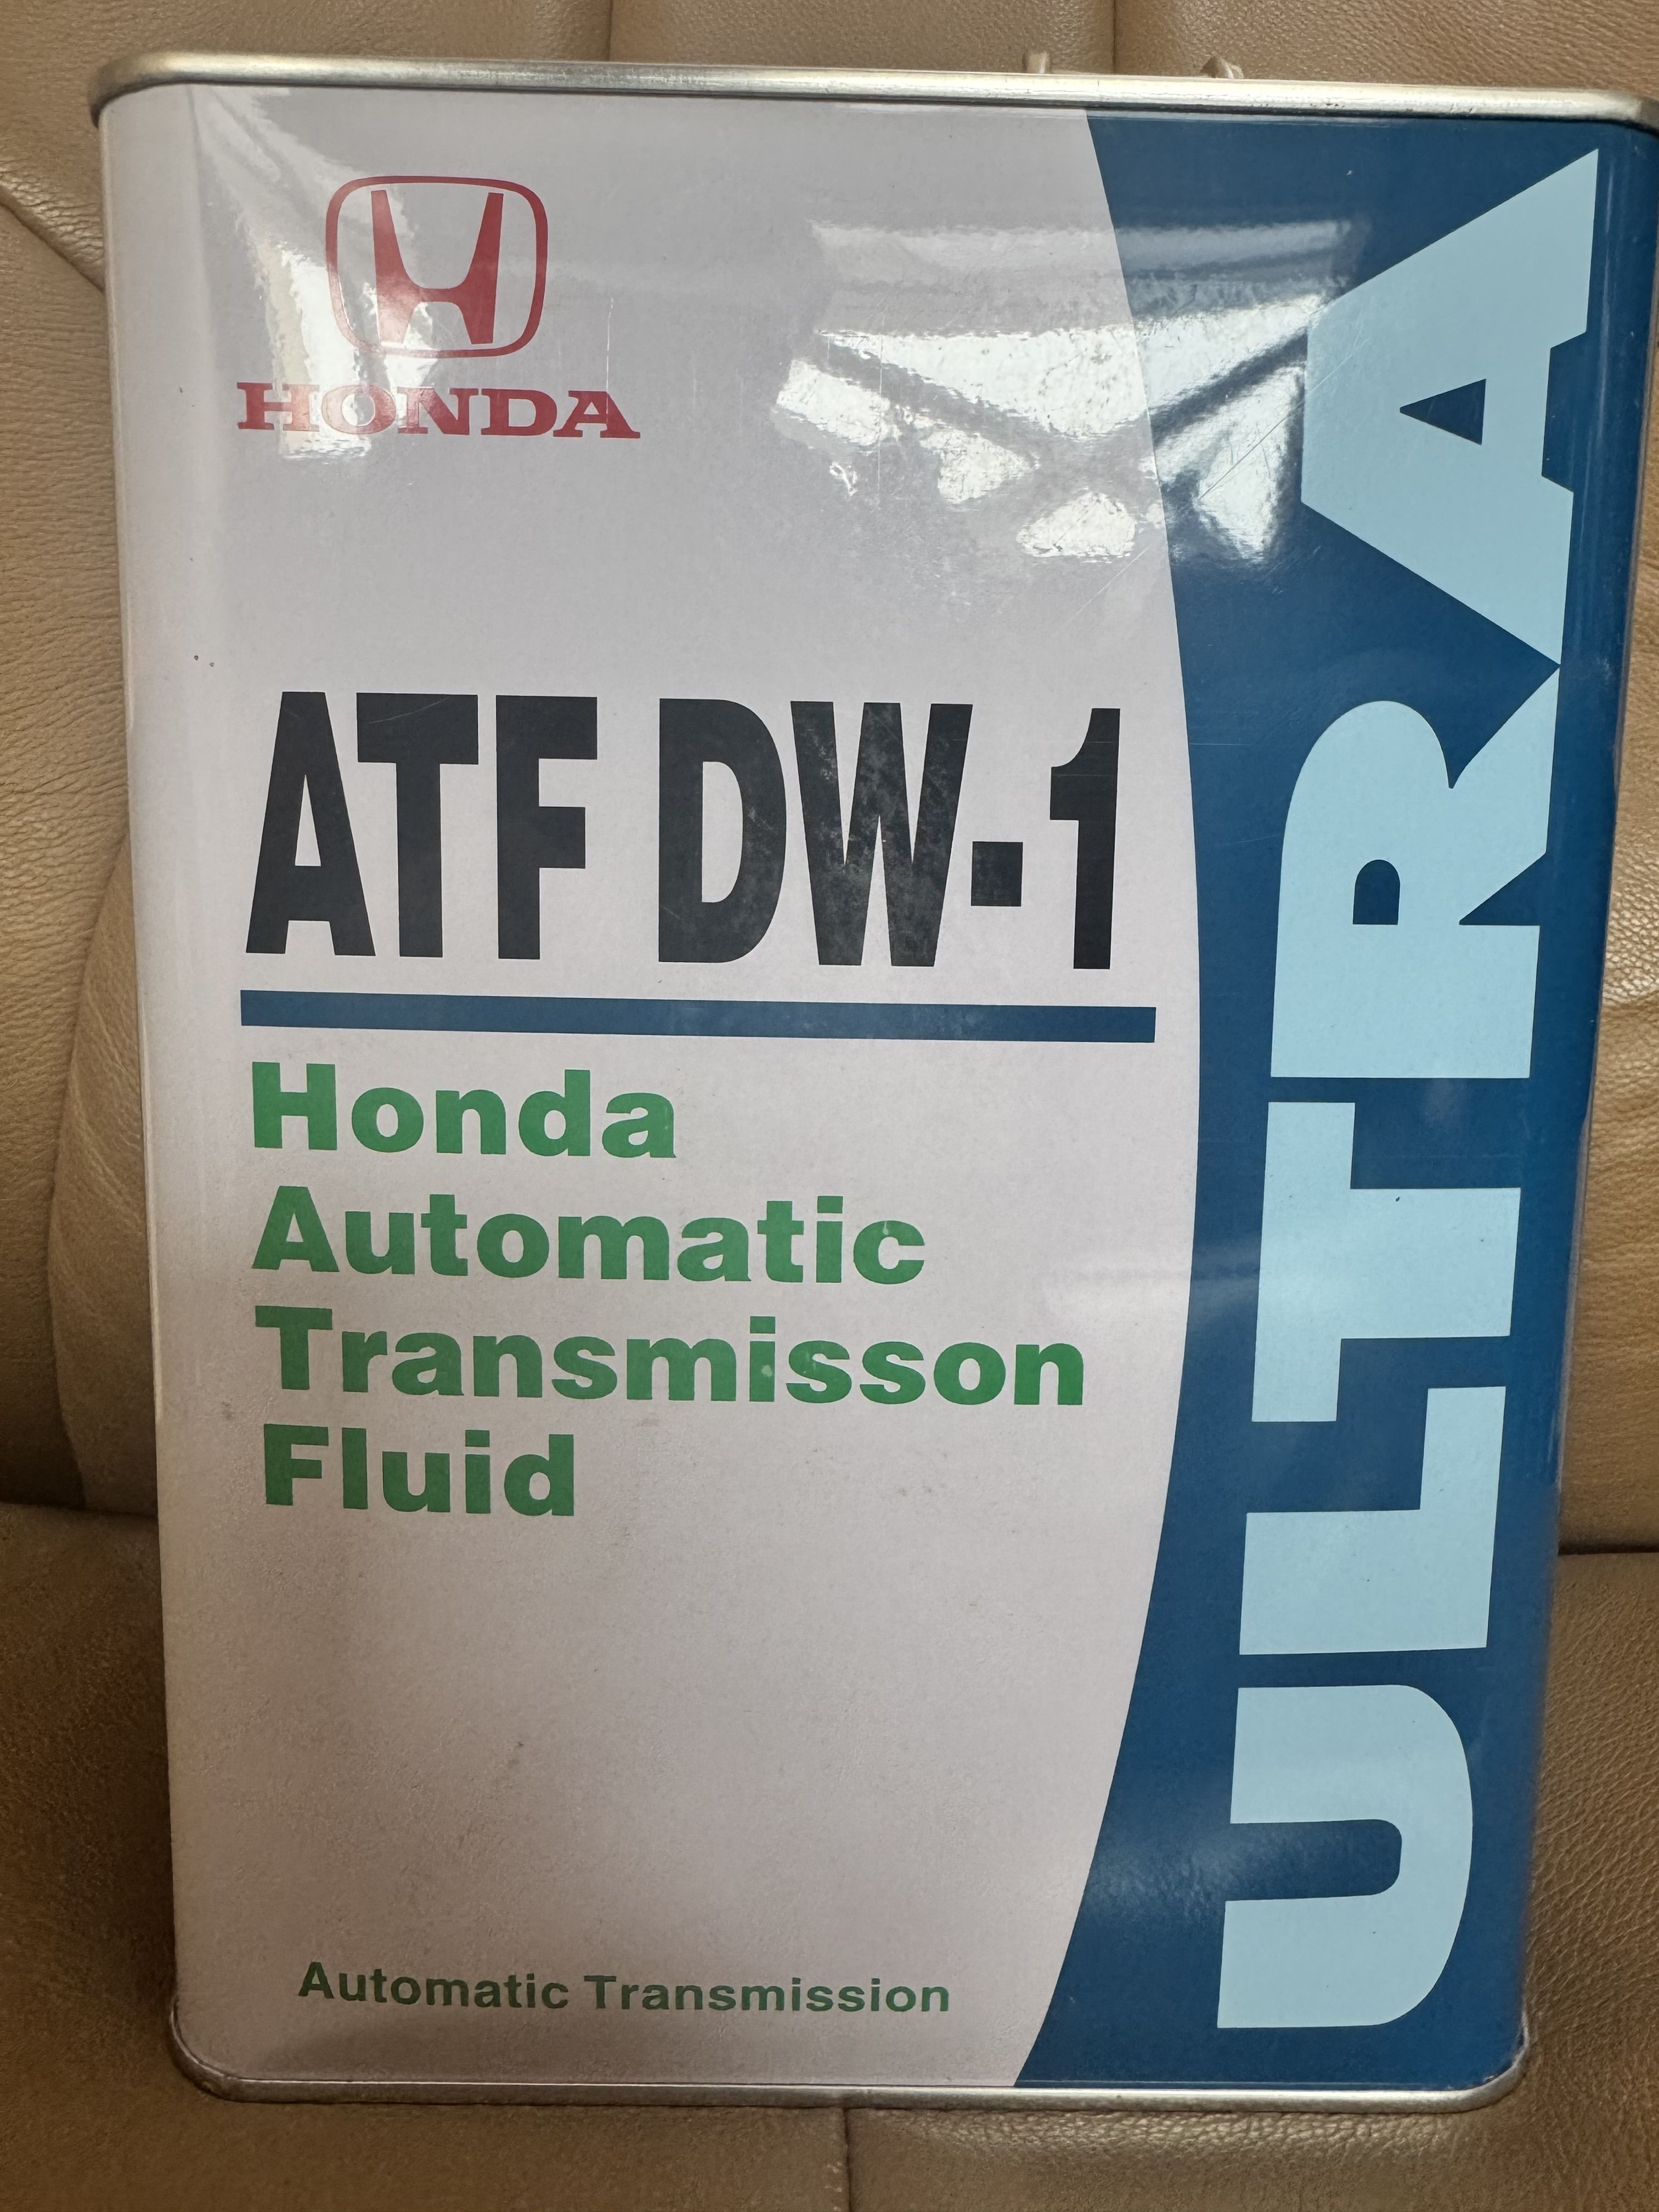 HONDA
ATF DW-1
Honda
Automatic
Transmisson
Fluid
Automatic Transmission
ULTRA